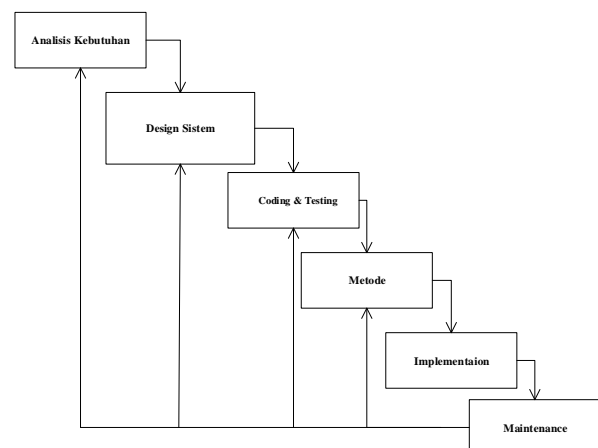 Analisis Kebutuhan
Design Sistem
Coding & Testing
Metode
Implementaion
Maintenance